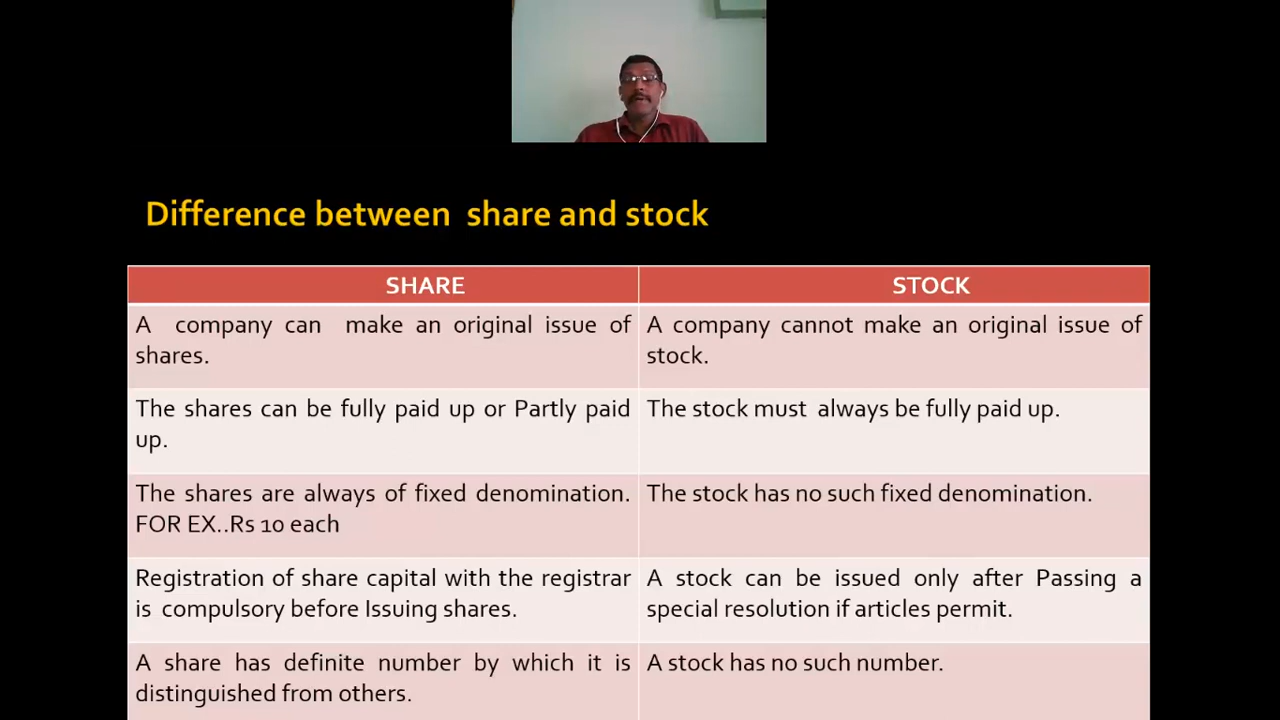 Difference between share and stock
SHARE
STOCK
A company can make an original issue of
shares.
A company cannot make an original issue of
stock.
The shares can be fully paid up or Partly paid
up.
The stock must always be fully paid up.
The shares are always of fixed denomination.
FOR EX..Rs 10 each
The stock has no such fixed denomination.
Registration of share capital with the registrar
is compulsory before Issuing shares.
A stock can be issued only after Passing a
special resolution if articles permit.
A share has definite number by which it is
distinguished from others.
A stock has no such number.